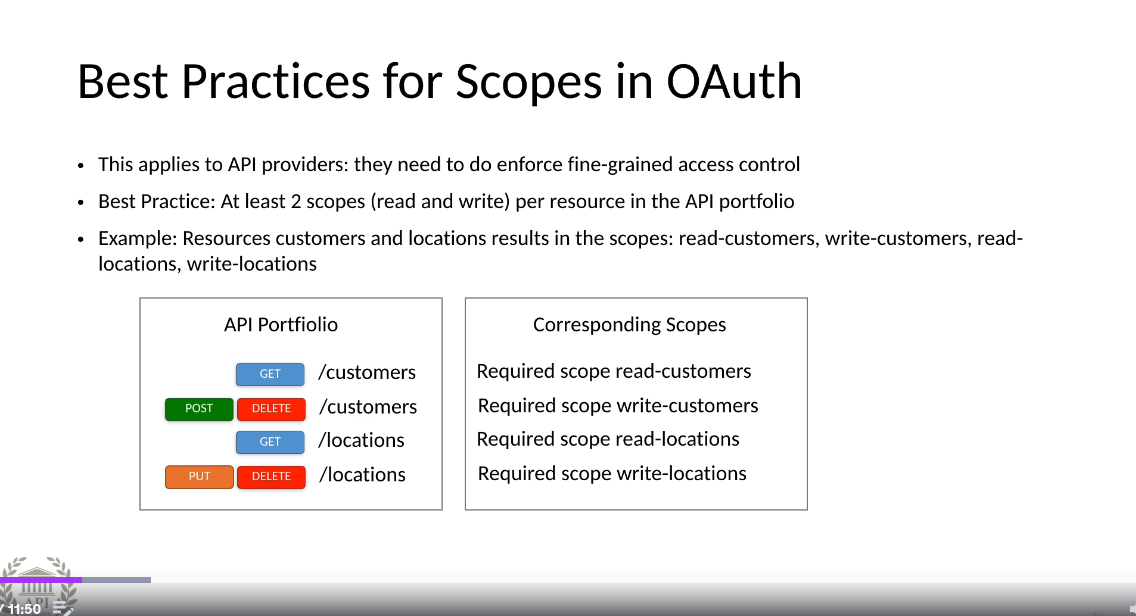 Best Practices for Scopes in OAuth
• This applies to API providers: they need to do enforce fine-grained access control
• Best Practice: At least 2 scopes (read and write) per resource in the API portfolio
• Example: Resources customers and locations results in the scopes: read-customers, write-customers, read-
locations, write-locations
API Portfiolio
GET /customers
POST DELETE /customers
GET /locations
PUT DELETE /locations
Corresponding Scopes
Required scope read-customers
Required scope write-customers
Required scope read-locations
Required scope write-locations
API
/ 11:50